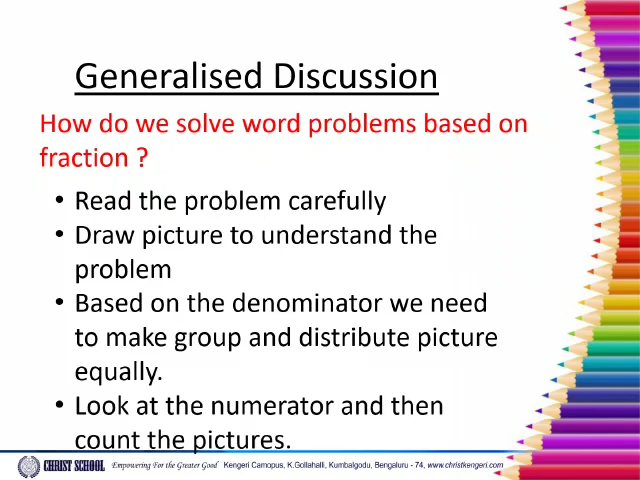 Generalised Discussion
How do we solve word problems based on
fraction ?
• Read the problem carefully
• Draw picture to understand the
problem
• Based on the denominator we need
to make group and distribute picture
equally.
• Look at the numerator and then
count the pictures.
CHRIST SCHOOL Empowering For the Greater Good Kengeri Campus, K.Gollahalli, Kumbalgodu, Bengaluru - 74, www.christkengeri.com